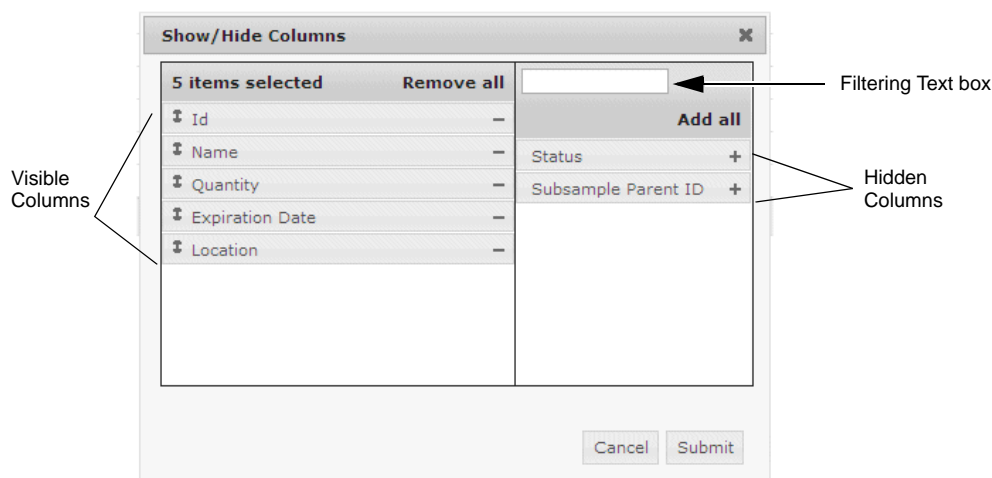 Show/Hide Columns
5 items selected Remove all
Filtering Text box
Add all
Id
Name
Quantity
Expiration Date
Location
Status
Subsample Parent ID
Visible
Columns
Hidden
Columns
Cancel Submit